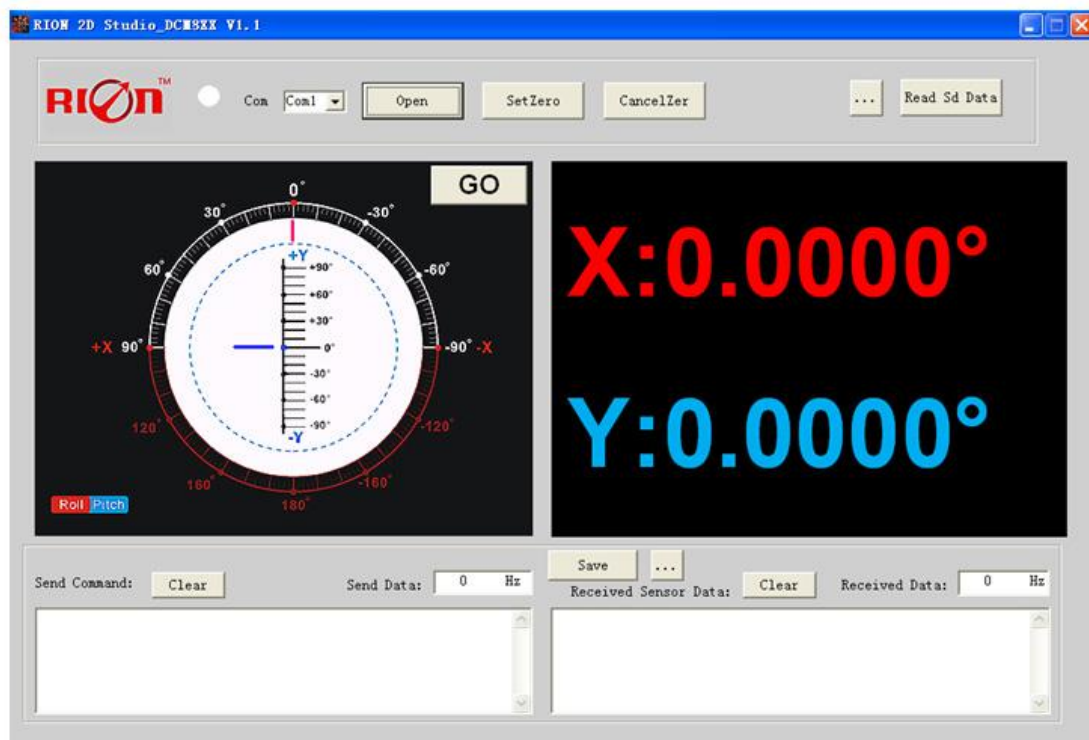 RION 2D Studio_DCM8XX V1.1
RION™ Com Com1 Open SetZero CancelZer ... Read Sd Data
GO
0°
30° -30°
60° -60°
+X 90° -90° -X
120° -120°
160° -160°
180°
+Y
+90°
+60°
+30°
0°
-30°
-60°
-90°
-Y
Roll Pitch
X:0.0000°
Y:0.0000°
Send Command: Clear Send Data: 0 Hz
Save ...
Received Sensor Data: Clear Received Data: 0 Hz